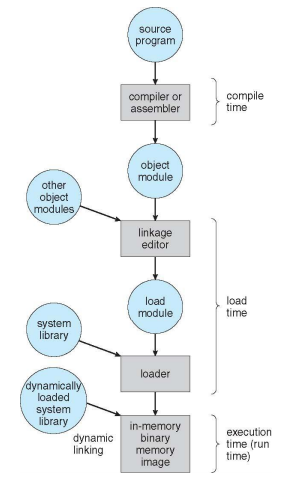 source
program
compiler or
assembler
compile
time
object
module
other
object
modules
linkage
editor
load
module
load
time
system
library
loader
dynamically
loaded
system
library
dynamic
linking
in-memory
binary
memory
image
execution
time (run
time)